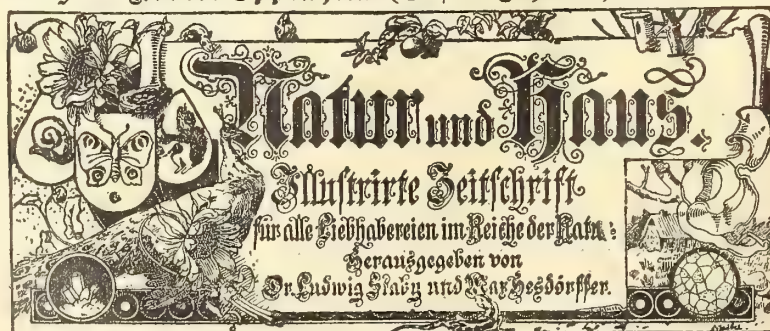 Natur und Haus.
Illustrirte Zeitschrift
für alle Liebhabereien im Reiche der Natur:
Herausgegeben von
Dr. Ludwig Staby und Max Hesdörffer.